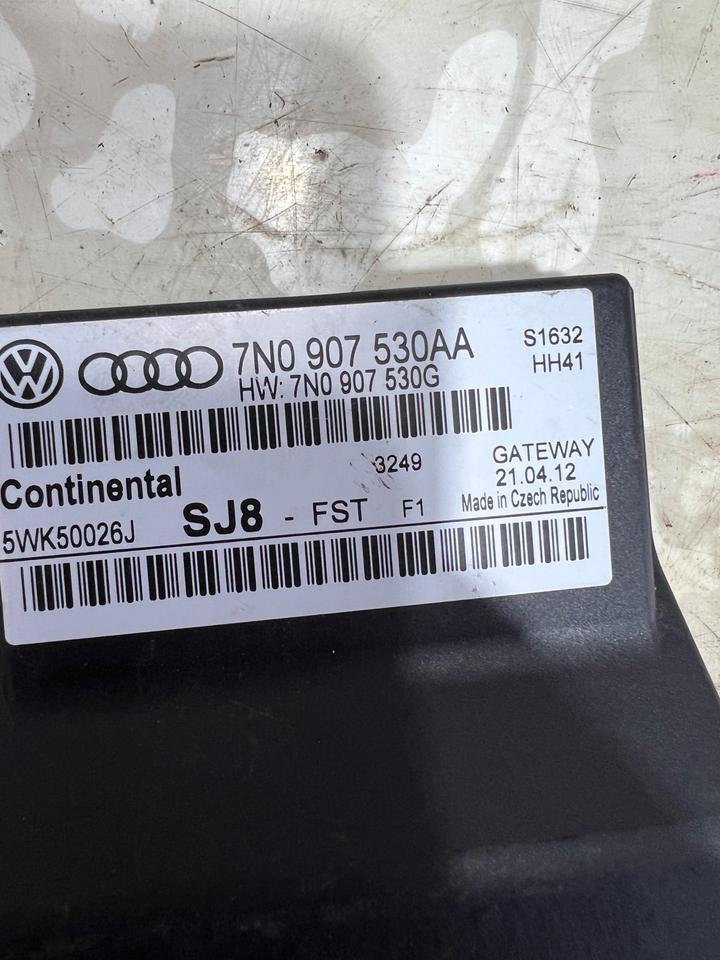 7N0 907 530AA
HW: 7N0 907 530G
S1632
HH41
3249
GATEWAY
21.04.12
Made in Czech Republic
Continental
5WK50026J
SJ8 - FST F1